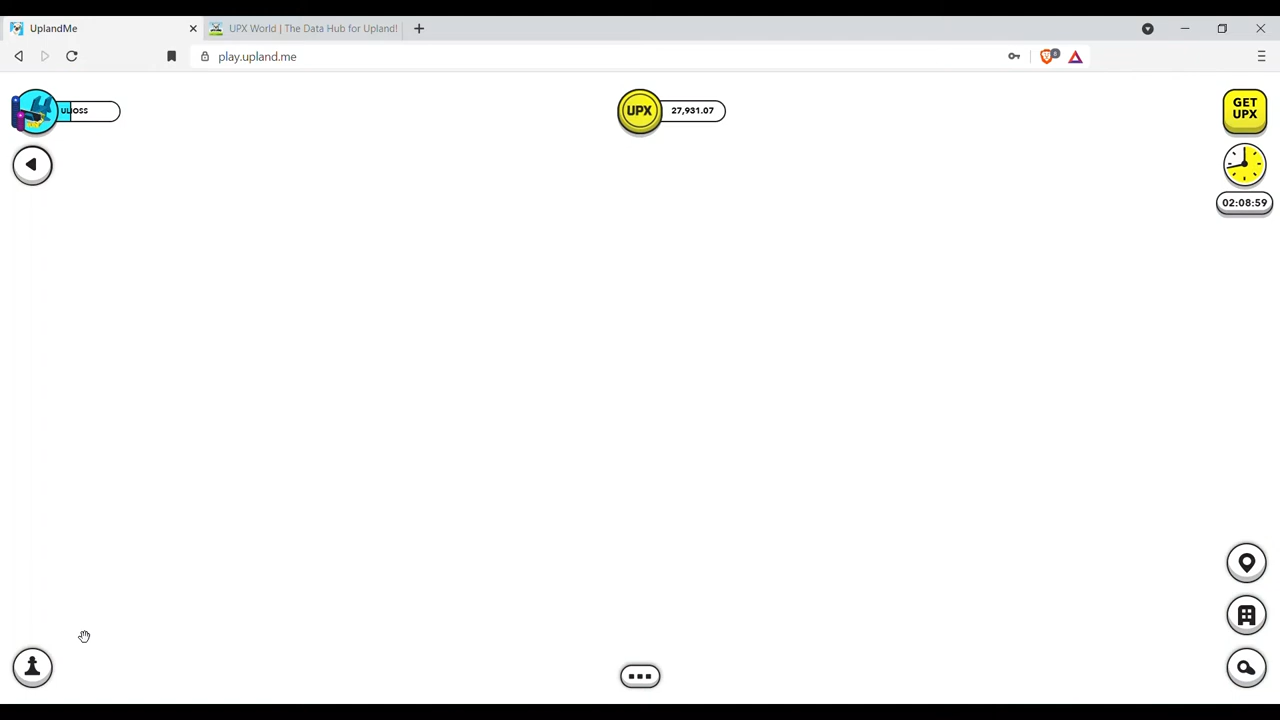 UplandMe
UPX World | The Data Hub for Upland!
play.upland.me
8
UPX
27,931.07
GET
UPX
02:08:59